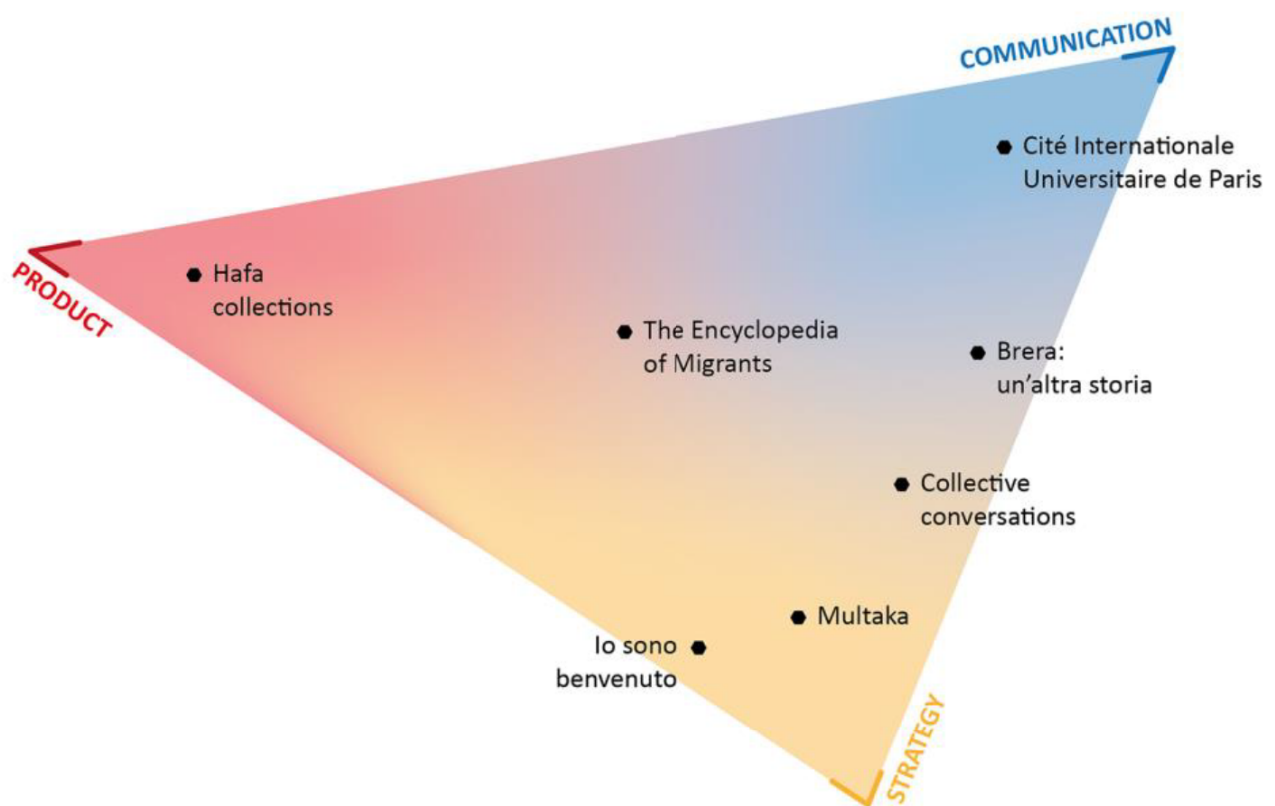 COMMUNICATION
Cité Internationale
Universitaire de Paris
PRODUCT
Hafa
collections
The Encyclopedia
of Migrants
Brera:
un’altra storia
Collective
conversations
Multaka
Io sono
benvenuto
STRATEGY